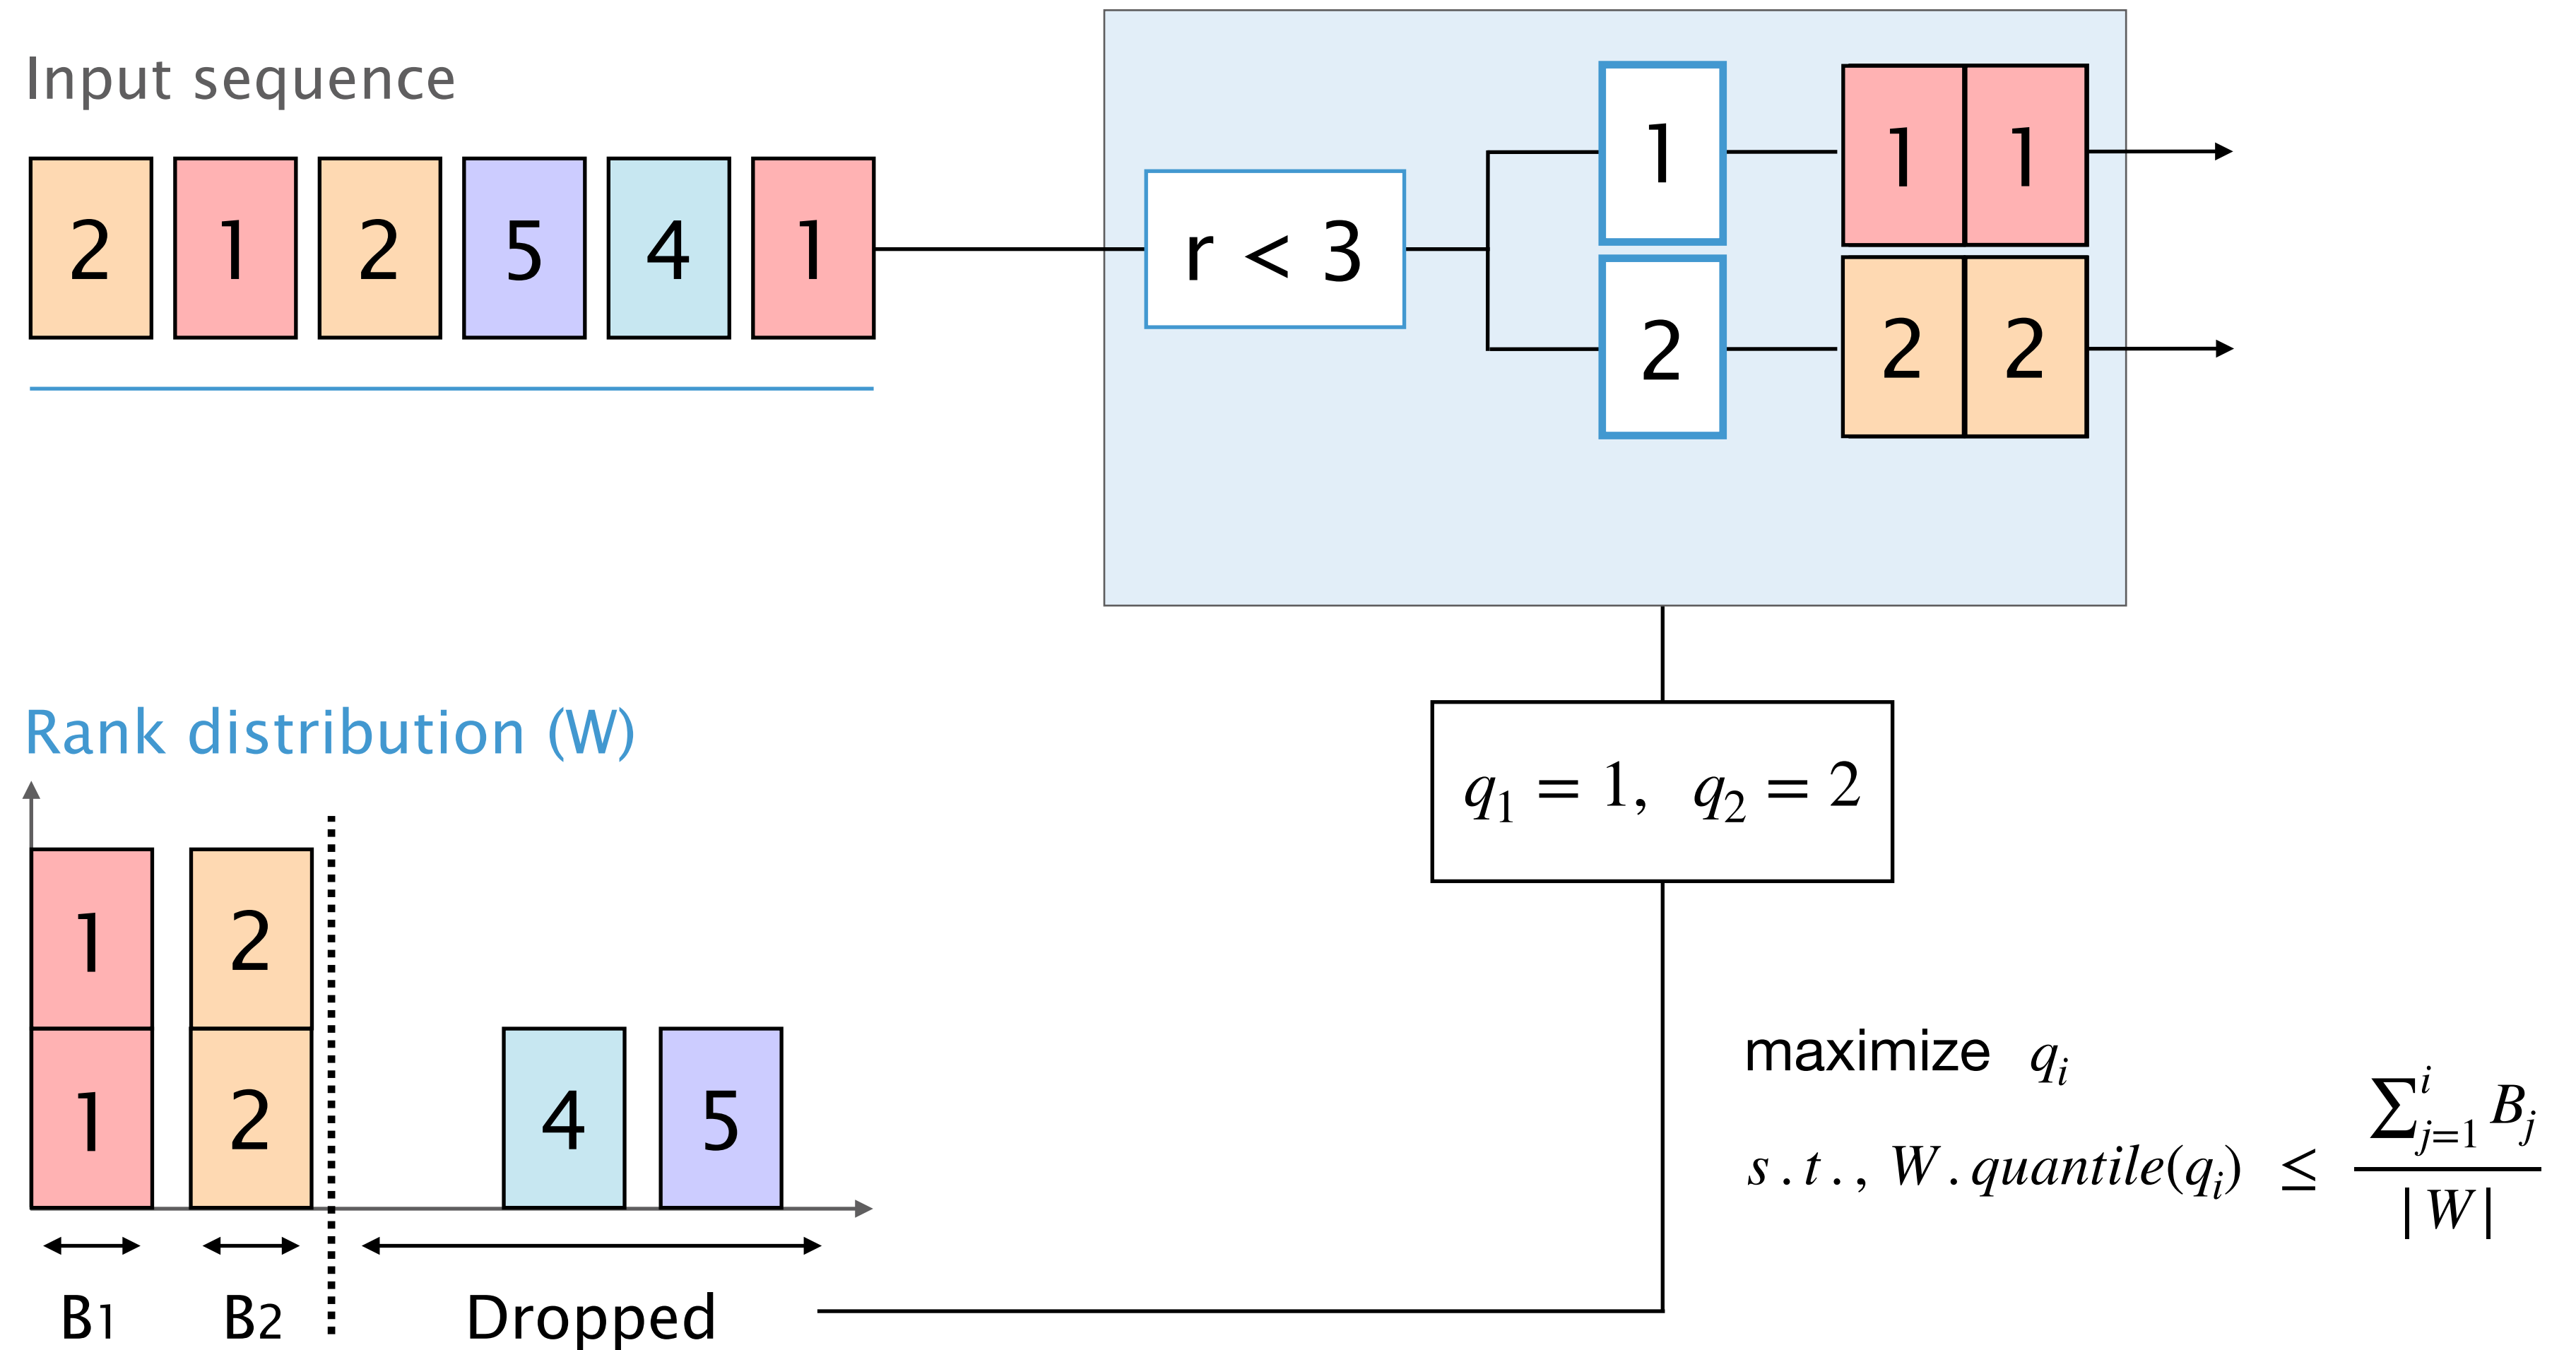 Input sequence
2 1 2 5 4 1
r < 3
1
1 1
2
2 2
Rank distribution (W)
q1 = 1, q2 = 2
1 2
1 2 4 5
B1 B2 Dropped
maximize qi
s.t., W.quantile(qi) ≤ ∑ij=1 Bj / |W|